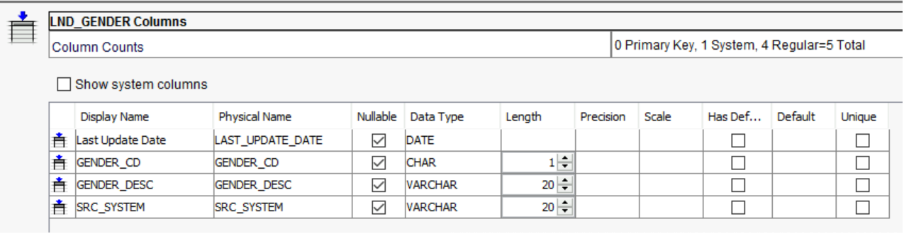 LND_GENDER Columns
Column Counts 0 Primary Key, 1 System, 4 Regular=5 Total
Show system columns
Display Name Physical Name Nullable Data Type Length Precision Scale Has Def... Default Unique
Last Update Date LAST_UPDATE_DATE DATE
GENDER_CD GENDER_CD CHAR 1
GENDER_DESC GENDER_DESC VARCHAR 20
SRC_SYSTEM SRC_SYSTEM VARCHAR 20